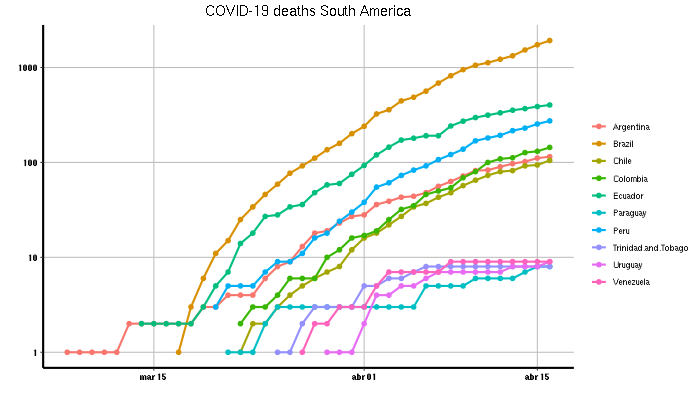 COVID-19 deaths South America
1000
100
10
1
mar 15
abr 01
abr 15
Argentina
Brazil
Chile
Colombia
Ecuador
Paraguay
Peru
Trinidad.and.Tobago
Uruguay
Venezuela